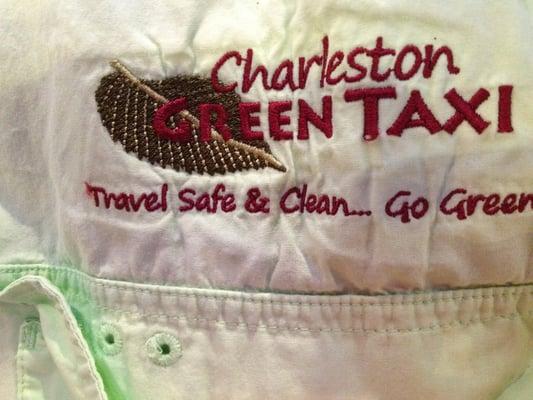 Charleston
GREEN TAXI
Travel Safe & Clean... Go Green